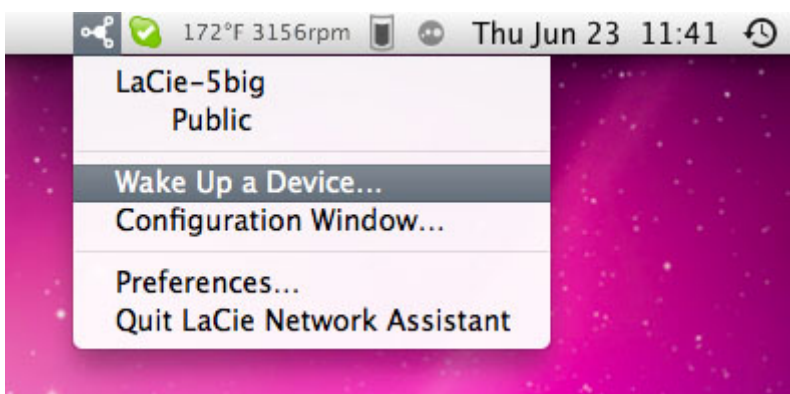 172°F 3156rpm Thu Jun 23 11:41
LaCie-5big
Public
Wake Up a Device...
Configuration Window...
Preferences...
Quit LaCie Network Assistant